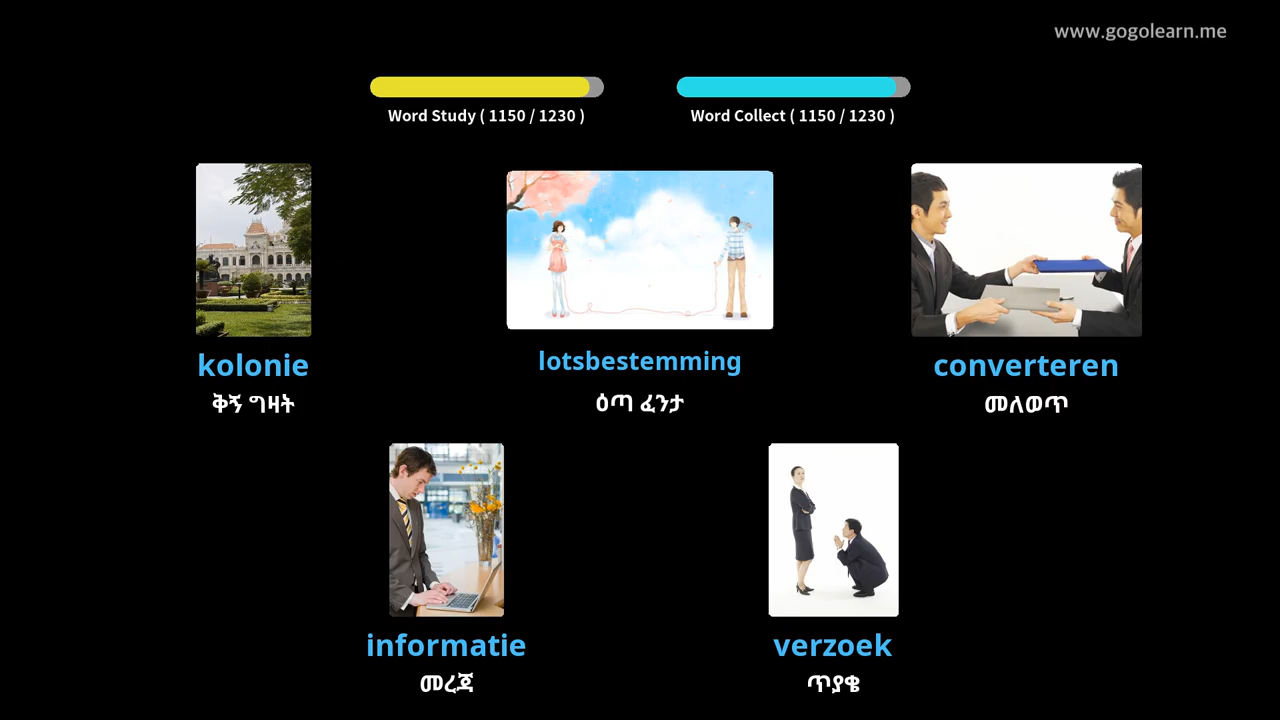 www.gogolearn.me
Word Study ( 1150 / 1230 )
Word Collect ( 1150 / 1230 )
kolonie
ቅኝ ግዛት
lotsbestemming
ዕጣ ፈንታ
converteren
መለወጥ
informatie
መረጃ
verzoek
ጥያቄ